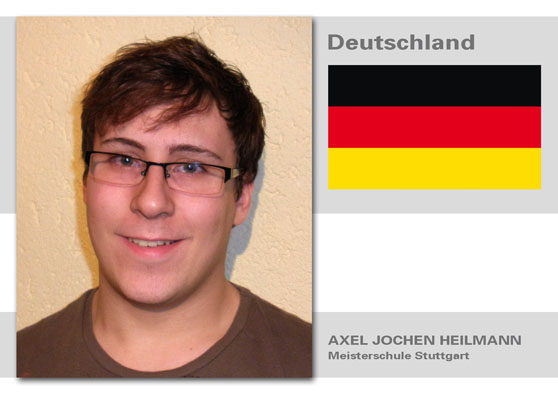 Deutschland
AXEL JOCHEN HEILMANN
Meisterschule Stuttgart